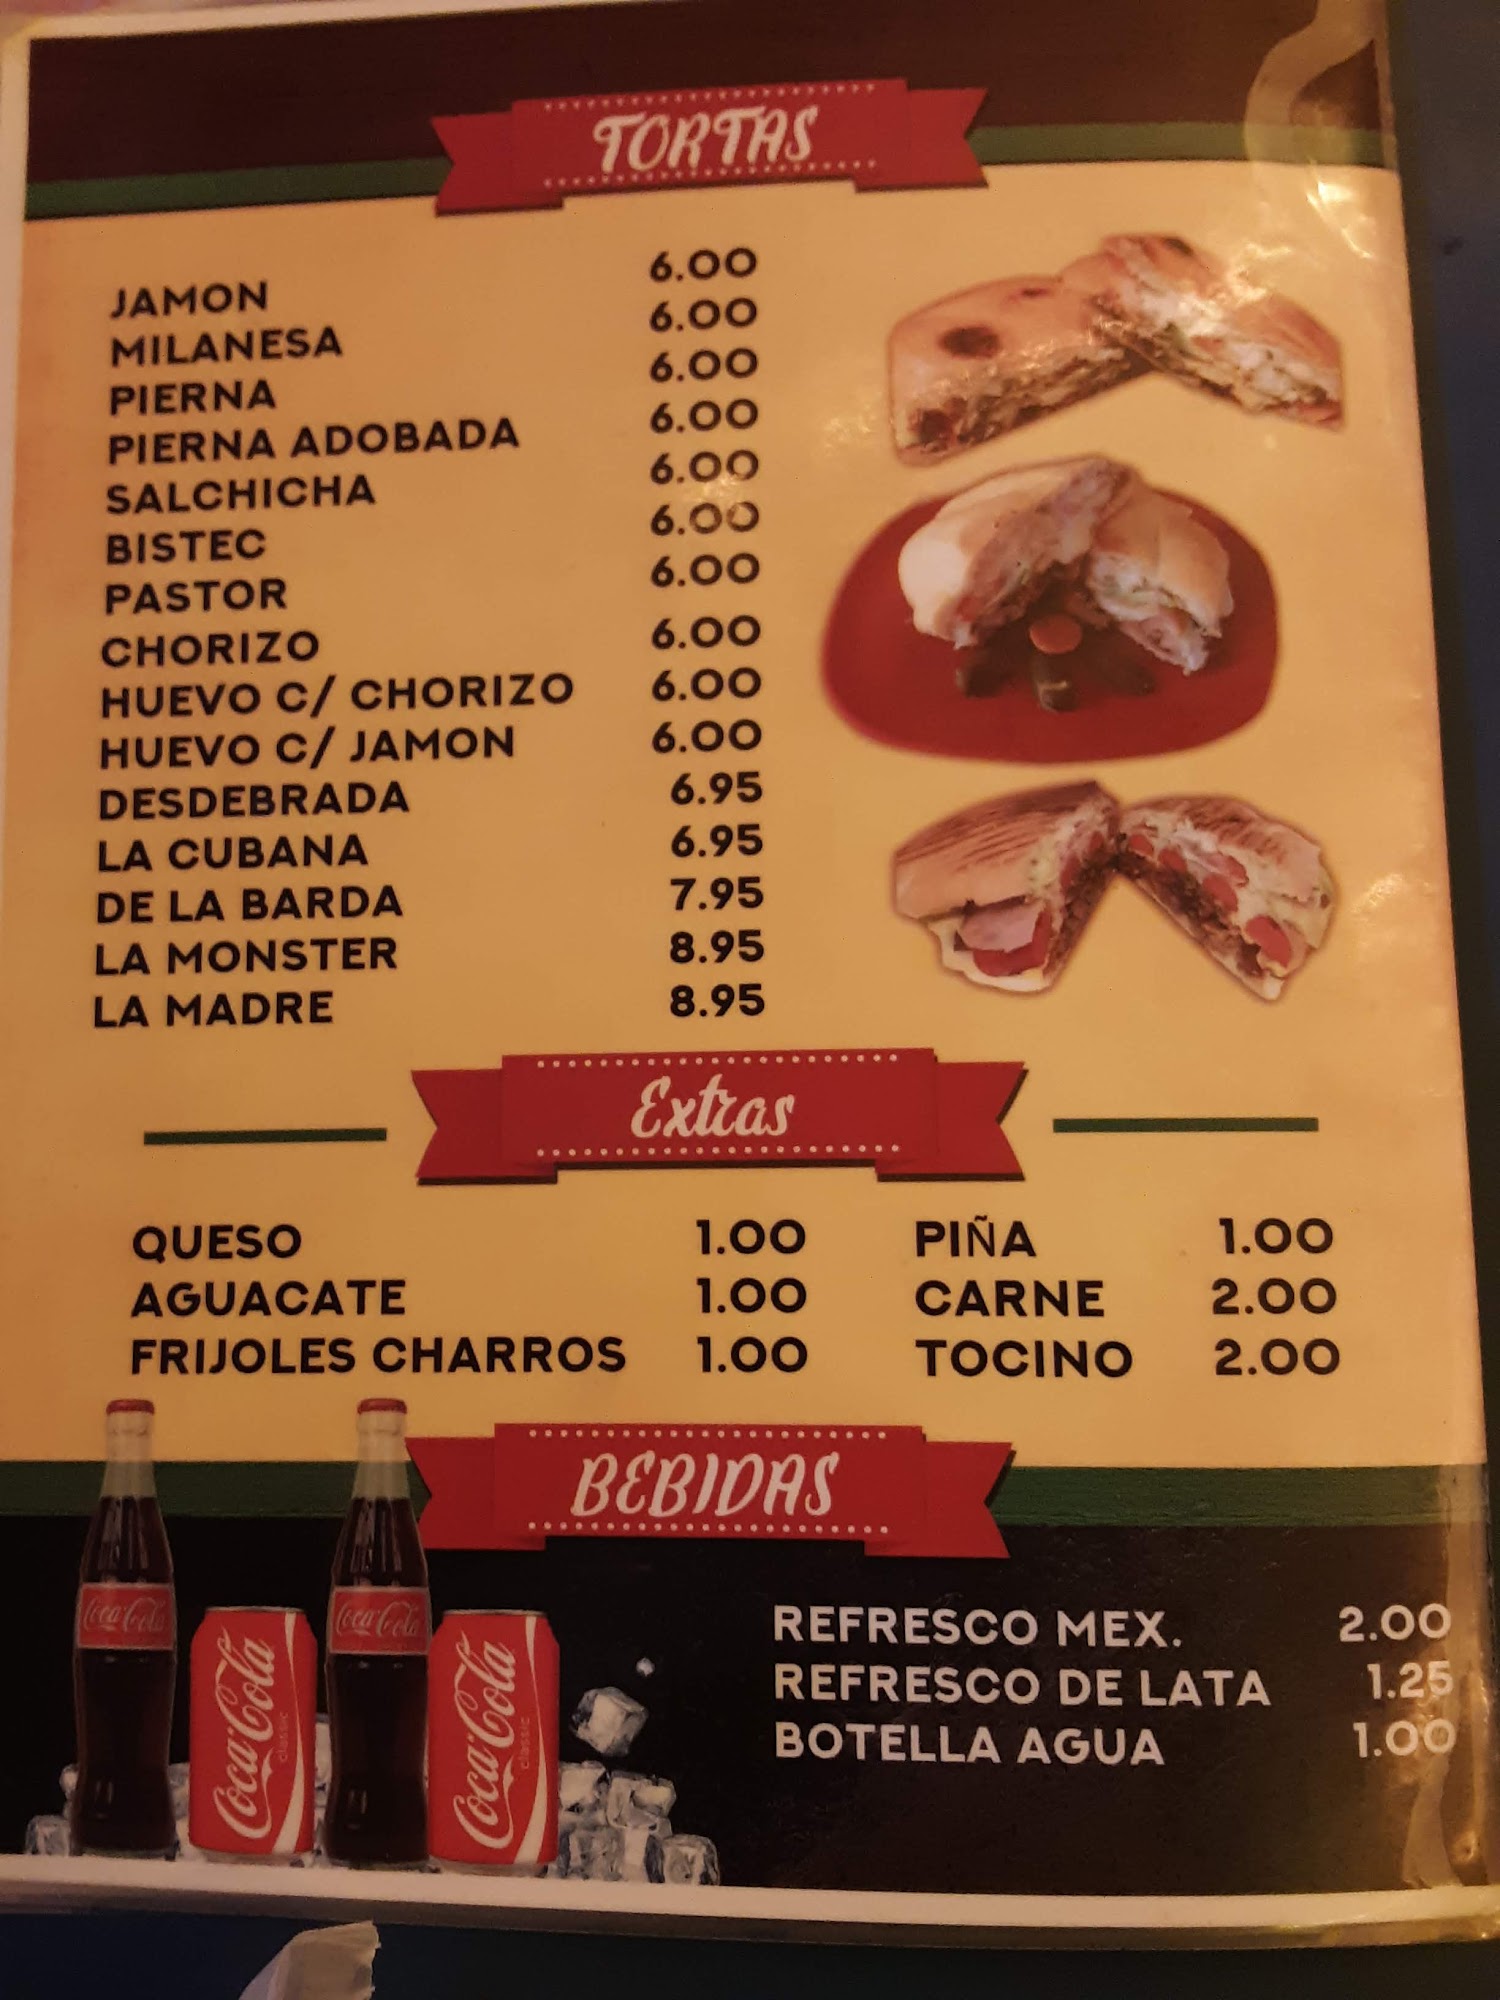 TORTAS
JAMON 6.00
MILANESA 6.00
PIERNA 6.00
PIERNA ADOBADA 6.00
SALCHICHA 6.00
BISTEC 6.00
PASTOR 6.00
CHORIZO 6.00
HUEVO C/ CHORIZO 6.00
HUEVO C/ JAMON 6.00
DESDEBRADA 6.95
LA CUBANA 6.95
DE LA BARDA 7.95
LA MONSTER 8.95
LA MADRE 8.95
Extras
QUESO 1.00 PIÑA 1.00
AGUACATE 1.00 CARNE 2.00
FRIJOLES CHARROS 1.00 TOCINO 2.00
BEBIDAS
REFRESCO MEX. 2.00
REFRESCO DE LATA 1.25
BOTELLA AGUA 1.00
Coca-Cola
Coca-Cola classic
Coca-Cola
Coca-Cola classic